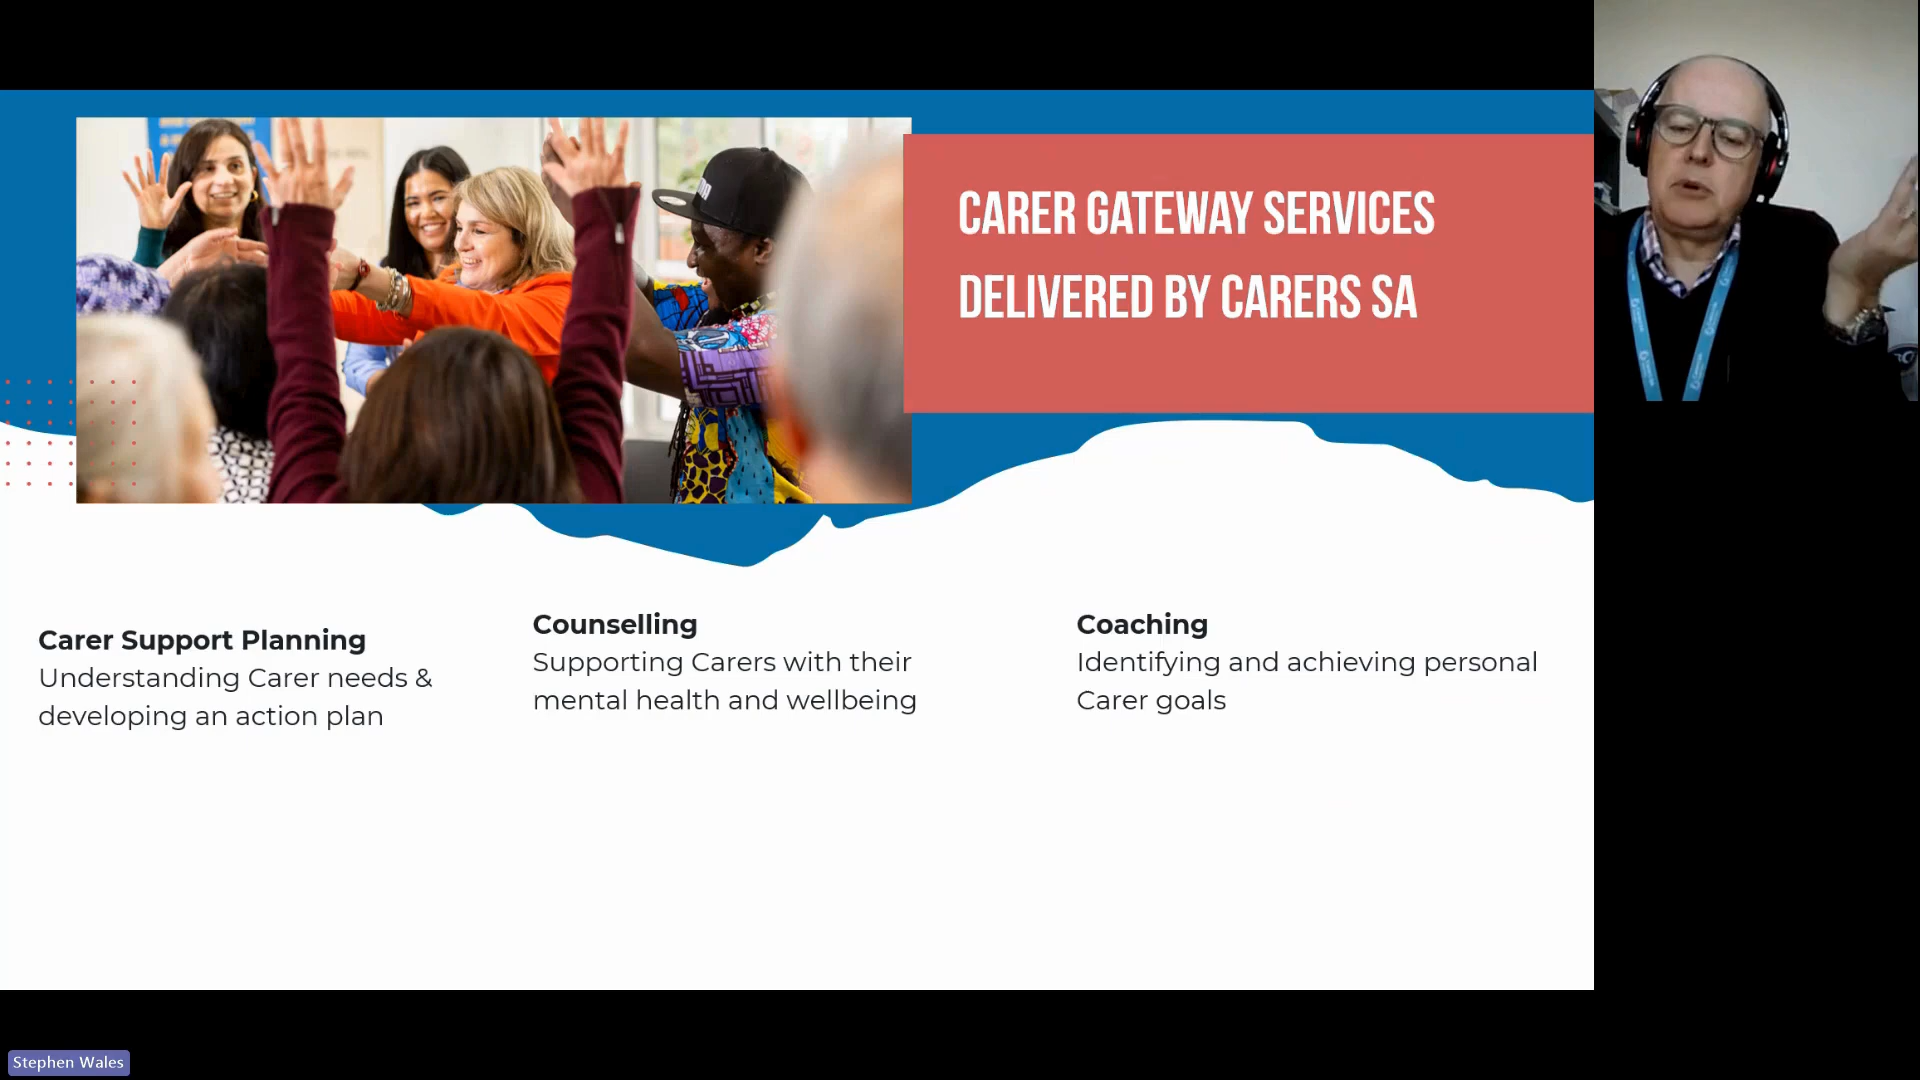 CARER GATEWAY SERVICES
DELIVERED BY CARERS SA
Carer Support Planning
Understanding Carer needs &
developing an action plan
Counselling
Supporting Carers with their
mental health and wellbeing
Coaching
Identifying and achieving personal
Carer goals
Stephen Wales